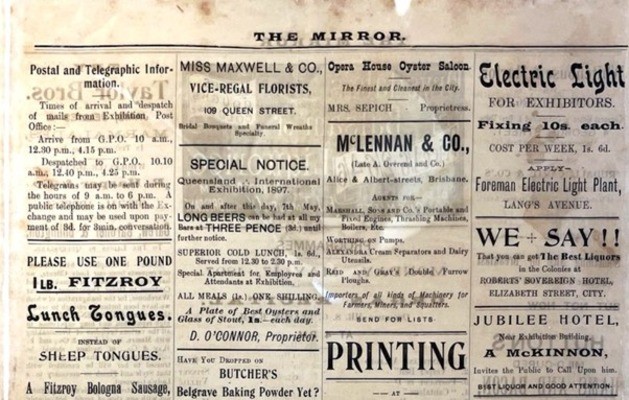 THE MIRROR.
Postal and Telegraphic Infor-
mation.
Times of arrival and despatch
of mails from Exhibition Post
Office :—
Arrive from G.P.O. 10 a.m.,
12.30 p.m., 4.15 p.m.
Despatched to G.P.O. 10.10
a.m., 12.40 p.m., 4.25 p.m.
Telegrams may be sent during
the hours of 9 a.m. to 6 p.m. A
public telephone is on with the Ex-
change and may be used upon pay-
ment of 3d. for 3min. conversation.
PLEASE USE ONE POUND
1LB. FITZROY
Lunch Tongues.
INSTEAD OF
SHEEP TONGUES.
A Fitzroy Bologna Sausage,
MISS MAXWELL & CO.,
VICE-REGAL FLORISTS,
109 QUEEN STREET.
Bridal Bouquets and Funeral Wreaths
Specialty.
SPECIAL NOTICE.
Queensland International
Exhibition, 1897.
On and after this day, 7th May,
LONG BEERS can be had at all my
Bars at THREE PENCE (3d.) until
further notice.
SUPERIOR COLD LUNCH, 1s. 6d.,
Served from 12.30 to 2.30 p.m.
Special Apartment for Employees and
Attendants at Exhibition.
ALL MEALS (1s.) ONE SHILLING.
A Plate of Best Oysters and
Glass of Stout, 1s.—each day.
D. O'CONNOR, Proprietor.
HAVE YOU DROPPED ON
BUTCHER'S
Belgrave Baking Powder Yet ?
Opera House Oyster Saloon.
The Finest and Cleanest in the City.
MRS. SEPICH Proprietress.
McLENNAN & CO.,
(Late A. Overend and Co.)
Alice & Albert-streets, Brisbane.
AGENTS FOR—
MARSHALL, SONS AND CO.'S Portable and
Fixed Engines, Thrashing Machines,
Boilers, Etc.
WORTHING ON Pumps.
ALEXANDRA Cream Separators and Dairy
Utensils.
REID AND GRAY'S Double Furrow
Ploughs.
Importers of all kinds of Machinery for
Farmers, Miners, and Squatters.
SEND FOR LISTS
PRINTING
— AT —
Electric Light
FOR EXHIBITORS.
Fixing 10s. each.
COST PER WEEK, 1s. 6d.
APPLY—
Foreman Electric Light Plant,
LANG'S AVENUE.
WE + SAY!!
That you can get The Best Liquors
in the Colonies at
ROBERTS' SOVEREIGN HOTEL,
ELIZABETH STREET, CITY.
JUBILEE HOTEL,
Near Exhibition Building.
A McKINNON,
Invites the Public to Call Upon him.
BEST LIQUOR AND GOOD ATTENTION.